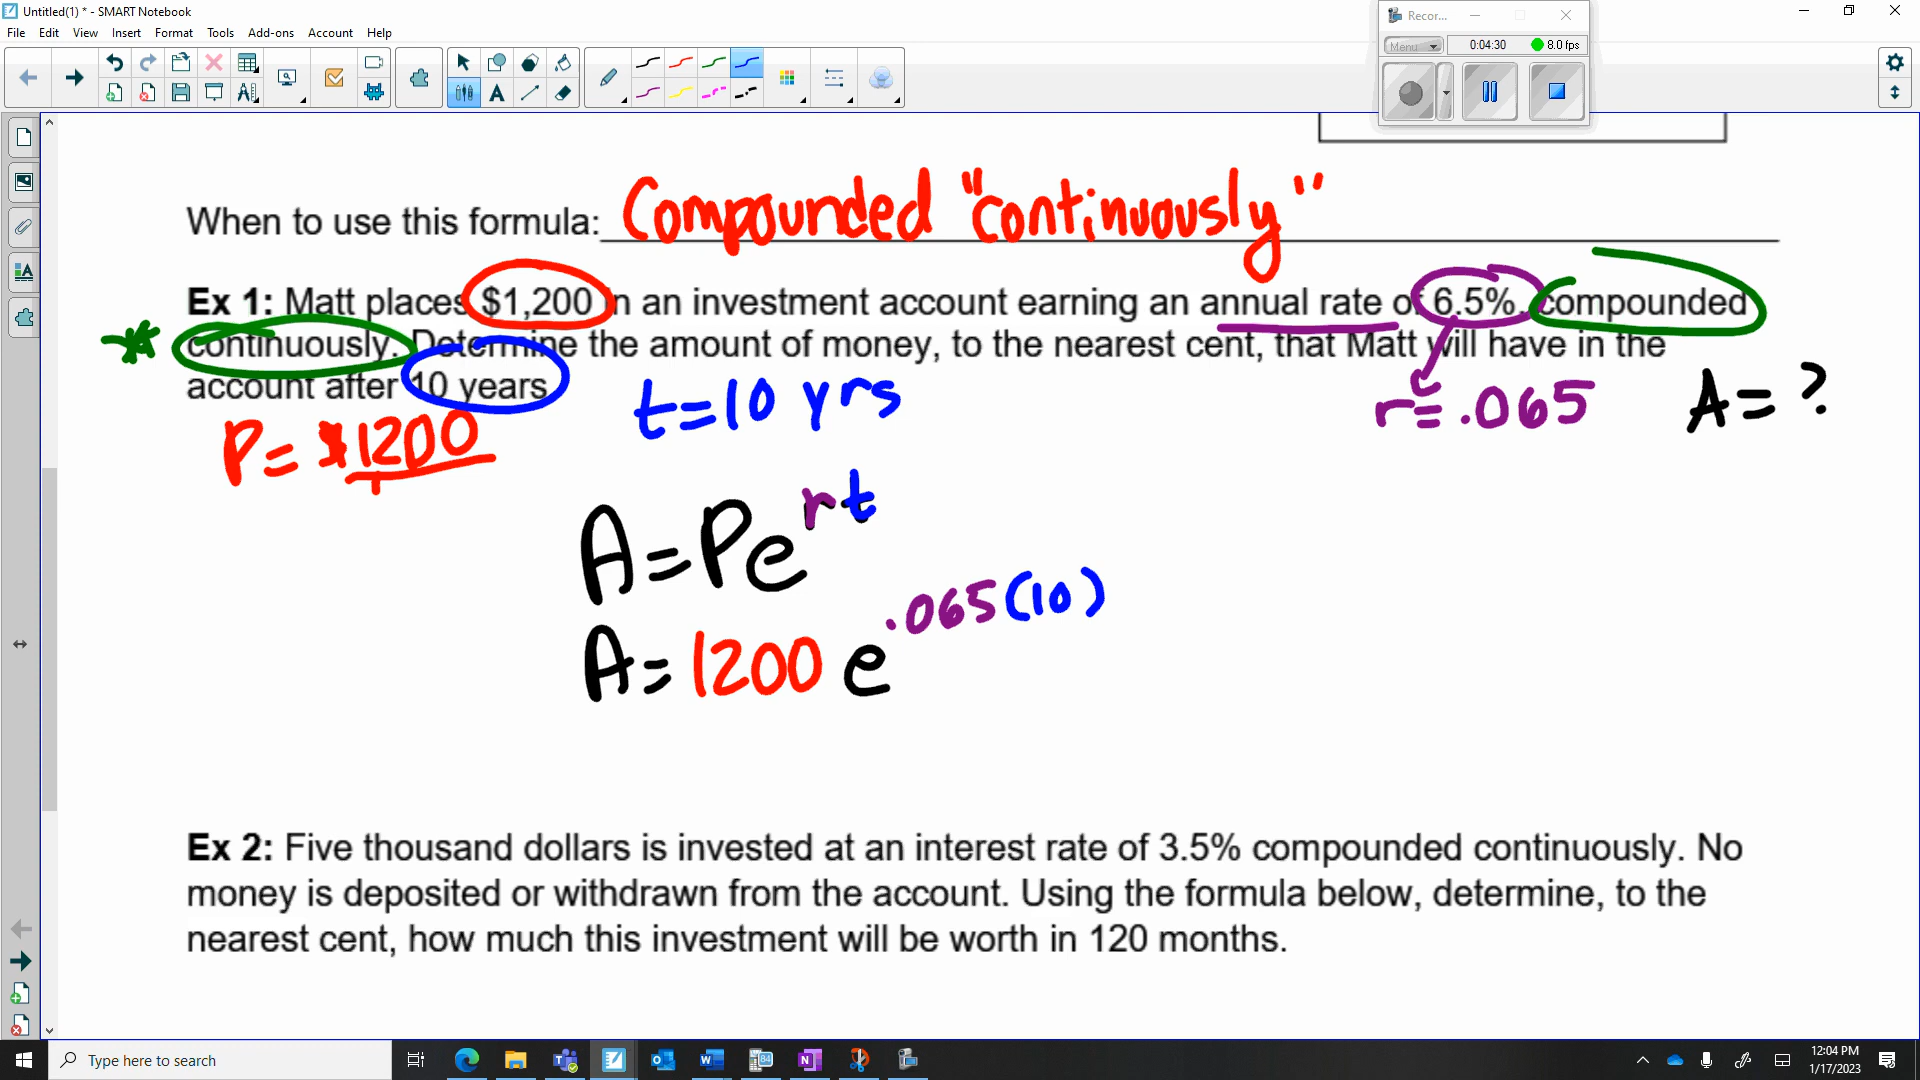 Untitled(1) * - SMART Notebook
File Edit View Insert Format Tools Add-ons Account Help
Recor...
Menu 0:04:30 8.0 fps
When to use this formula: Compounded "continuously"
Ex 1: Matt places $1,200 in an investment account earning an annual rate of 6.5%, compounded
continuously. Determine the amount of money, to the nearest cent, that Matt will have in the
account after 10 years
P = $1200 t = 10 yrs r = .065 A = ?
A = Pe^rt
A = 1200 e^.065(10)
Ex 2: Five thousand dollars is invested at an interest rate of 3.5% compounded continuously. No
money is deposited or withdrawn from the account. Using the formula below, determine, to the
nearest cent, how much this investment will be worth in 120 months.
Type here to search
12:04 PM
1/17/2023